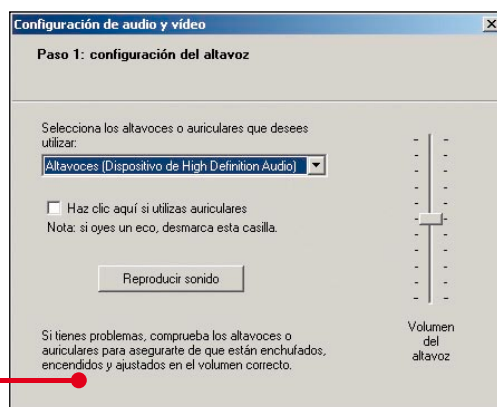 Configuración de audio y vídeo
Paso 1: configuración del altavoz
Selecciona los altavoces o auriculares que desees
utilizar:
Altavoces (Dispositivo de High Definition Audio)
Haz clic aquí si utilizas auriculares
Nota: si oyes un eco, desmarca esta casilla.
Reproducir sonido
Si tienes problemas, comprueba los altavoces o
auriculares para asegurarte de que están enchufados,
encendidos y ajustados en el volumen correcto.
Volumen
del
altavoz